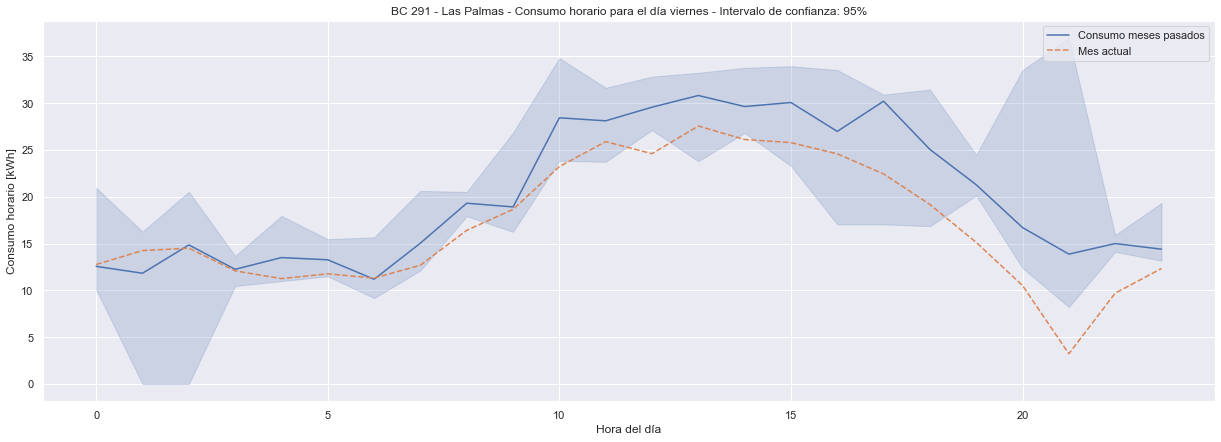 BC 291 - Las Palmas - Consumo horario para el día viernes - Intervalo de confianza: 95%
Consumo meses pasados
Mes actual
Consumo horario [kWh]
35
30
25
20
15
10
5
0
0 5 10 15 20
Hora del día